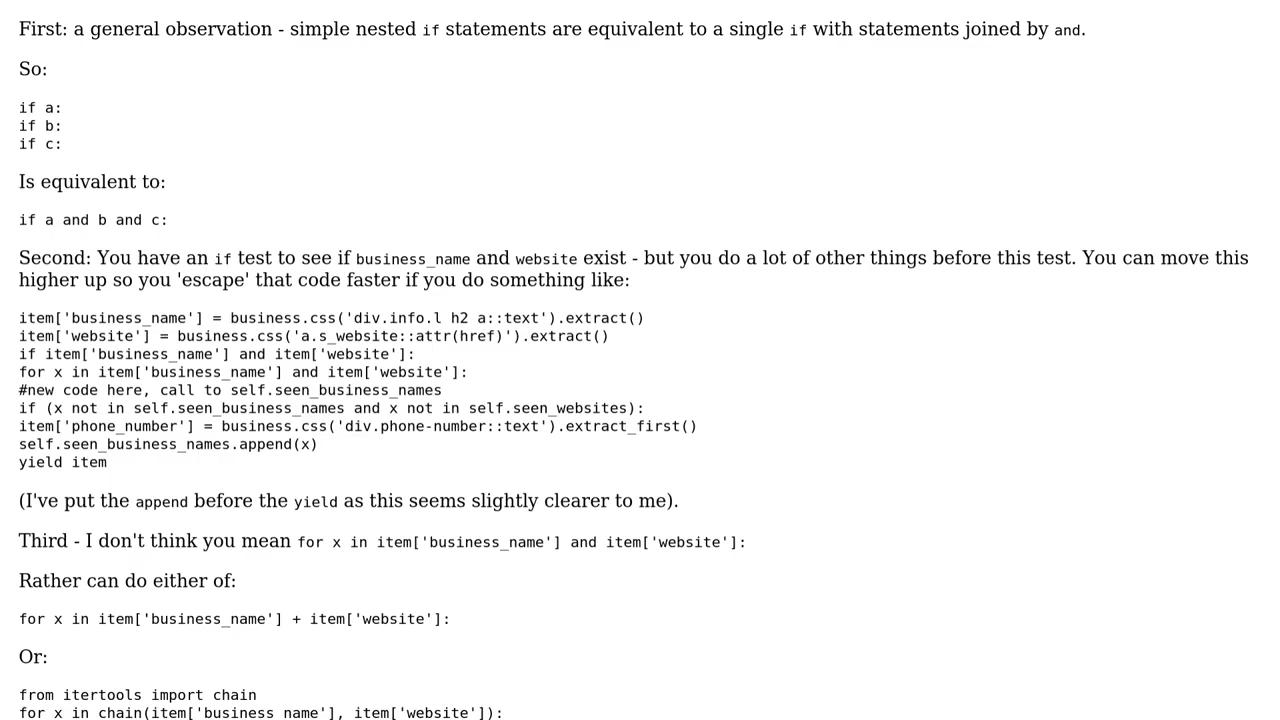 First: a general observation - simple nested if statements are equivalent to a single if with statements joined by and.
So:
if a:
if b:
if c:
Is equivalent to:
if a and b and c:
Second: You have an if test to see if business_name and website exist - but you do a lot of other things before this test. You can move this
higher up so you 'escape' that code faster if you do something like:
item['business_name'] = business.css('div.info.l h2 a::text').extract()
item['website'] = business.css('a.s_website::attr(href)').extract()
if item['business_name'] and item['website']:
for x in item['business_name'] and item['website']:
#new code here, call to self.seen_business_names
if (x not in self.seen_business_names and x not in self.seen_websites):
item['phone_number'] = business.css('div.phone-number::text').extract_first()
self.seen_business_names.append(x)
yield item
(I've put the append before the yield as this seems slightly clearer to me).
Third - I don't think you mean for x in item['business_name'] and item['website']:
Rather can do either of:
for x in item['business_name'] + item['website']:
Or:
from itertools import chain
for x in chain(item['business_name'], item['website']):